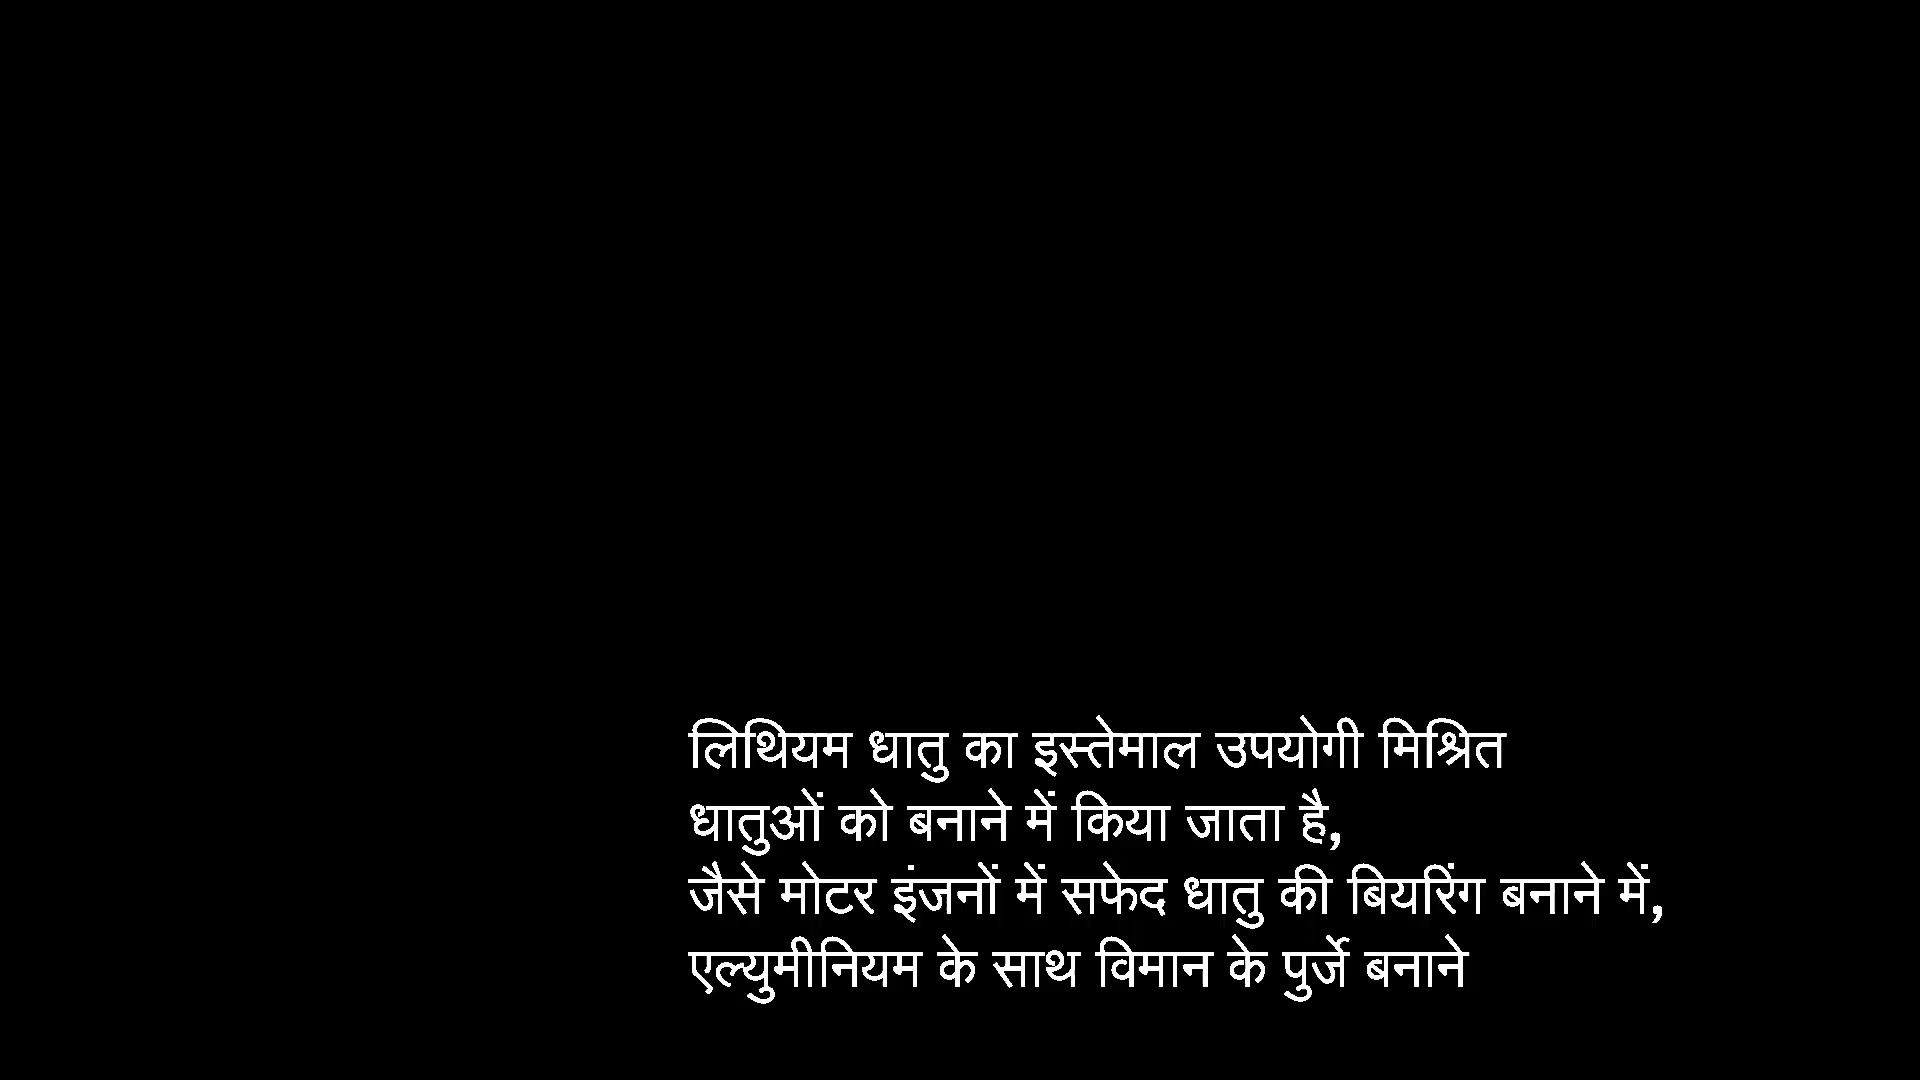 लिथियम धातु का इस्तेमाल उपयोगी मिश्रित
धातुओं को बनाने में किया जाता है,
जैसे मोटर इंजनों में सफेद धातु की बियरिंग बनाने में,
एल्युमीनियम के साथ विमान के पुर्जे बनाने